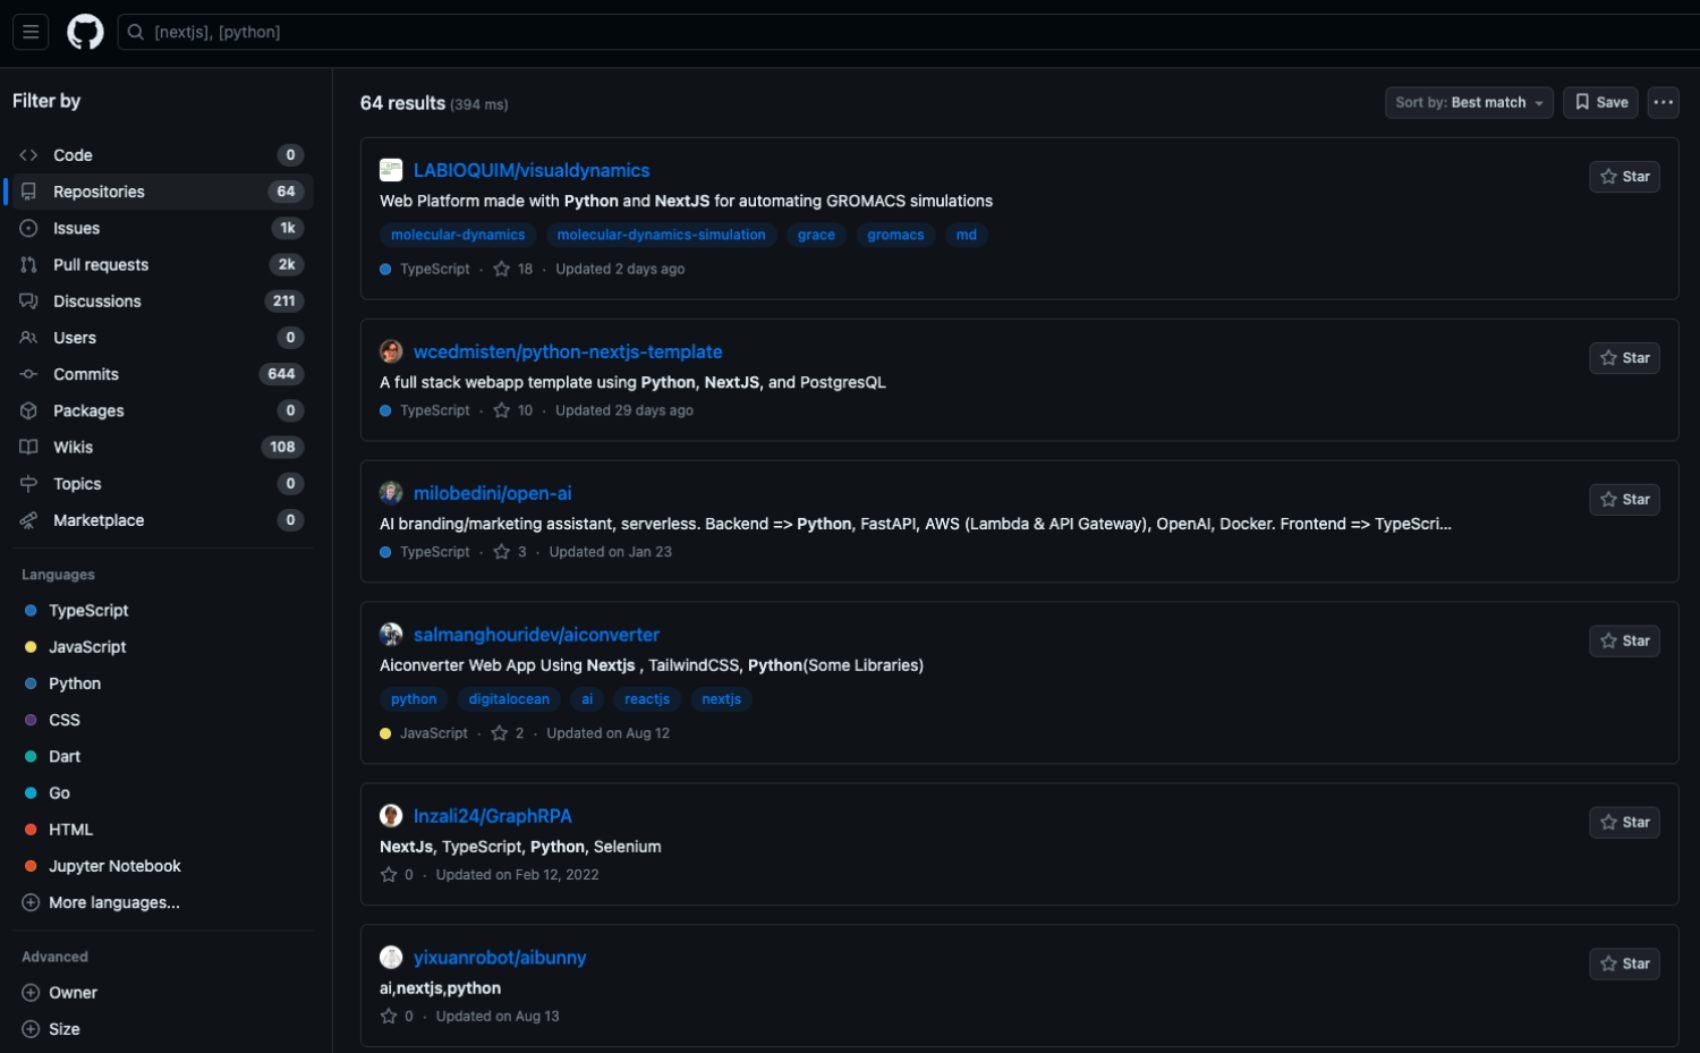 [nextjs], [python]
Filter by
Code 0
Repositories 64
Issues 1k
Pull requests 2k
Discussions 211
Users 0
Commits 644
Packages 0
Wikis 108
Topics 0
Marketplace 0
Languages
TypeScript
JavaScript
Python
CSS
Dart
Go
HTML
Jupyter Notebook
More languages...
Advanced
Owner
Size
64 results (394 ms)
Sort by: Best match
Save
LABIOQUIM/visualdynamics
Star
Web Platform made with Python and NextJS for automating GROMACS simulations
molecular-dynamics molecular-dynamics-simulation grace gromacs md
TypeScript · 18 · Updated 2 days ago
wcedmisten/python-nextjs-template
Star
A full stack webapp template using Python, NextJS, and PostgresQL
TypeScript · 10 · Updated 29 days ago
milobedini/open-ai
Star
AI branding/marketing assistant, serverless. Backend => Python, FastAPI, AWS (Lambda & API Gateway), OpenAI, Docker. Frontend => TypeScri...
TypeScript · 3 · Updated on Jan 23
salmanghouridev/aiconverter
Star
Aiconverter Web App Using Nextjs , TailwindCSS, Python(Some Libraries)
python digitalocean ai reactjs nextjs
JavaScript · 2 · Updated on Aug 12
Inzali24/GraphRPA
Star
NextJs, TypeScript, Python, Selenium
0 · Updated on Feb 12, 2022
yixuanrobot/aibunny
Star
ai,nextjs,python
0 · Updated on Aug 13